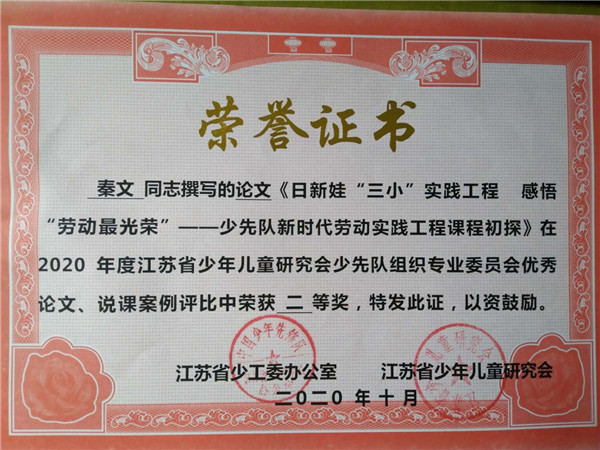 荣誉证书
秦文 同志撰写的论文《日新娃“三小”实践工程 感悟
“劳动最光荣”——少先队新时代劳动实践工程课程初探》在
2020 年度江苏省少年儿童研究会少先队组织专业委员会优秀
论文、说课案例评比中荣获 二 等奖，特发此证，以资鼓励。
江苏省少工委办公室 江苏省少年儿童研究会
二〇二〇 年 十 月